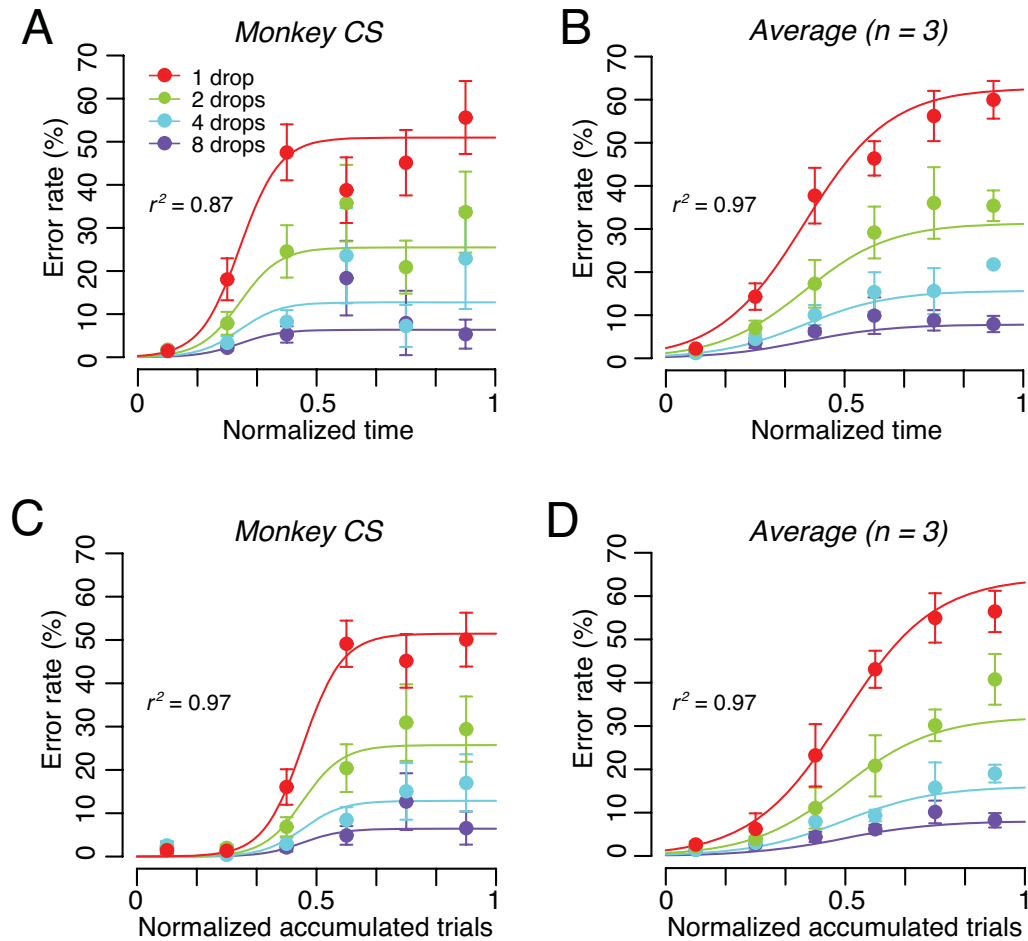 A
Monkey CS
Error rate (%)
0 10 20 30 40 50 60 70
1 drop
2 drops
4 drops
8 drops
r² = 0.87
0 0.5 1
Normalized time
B
Average (n = 3)
Error rate (%)
0 10 20 30 40 50 60 70
r² = 0.97
0 0.5 1
Normalized time
C
Monkey CS
Error rate (%)
0 10 20 30 40 50 60 70
r² = 0.97
0 0.5 1
Normalized accumulated trials
D
Average (n = 3)
Error rate (%)
0 10 20 30 40 50 60 70
r² = 0.97
0 0.5 1
Normalized accumulated trials